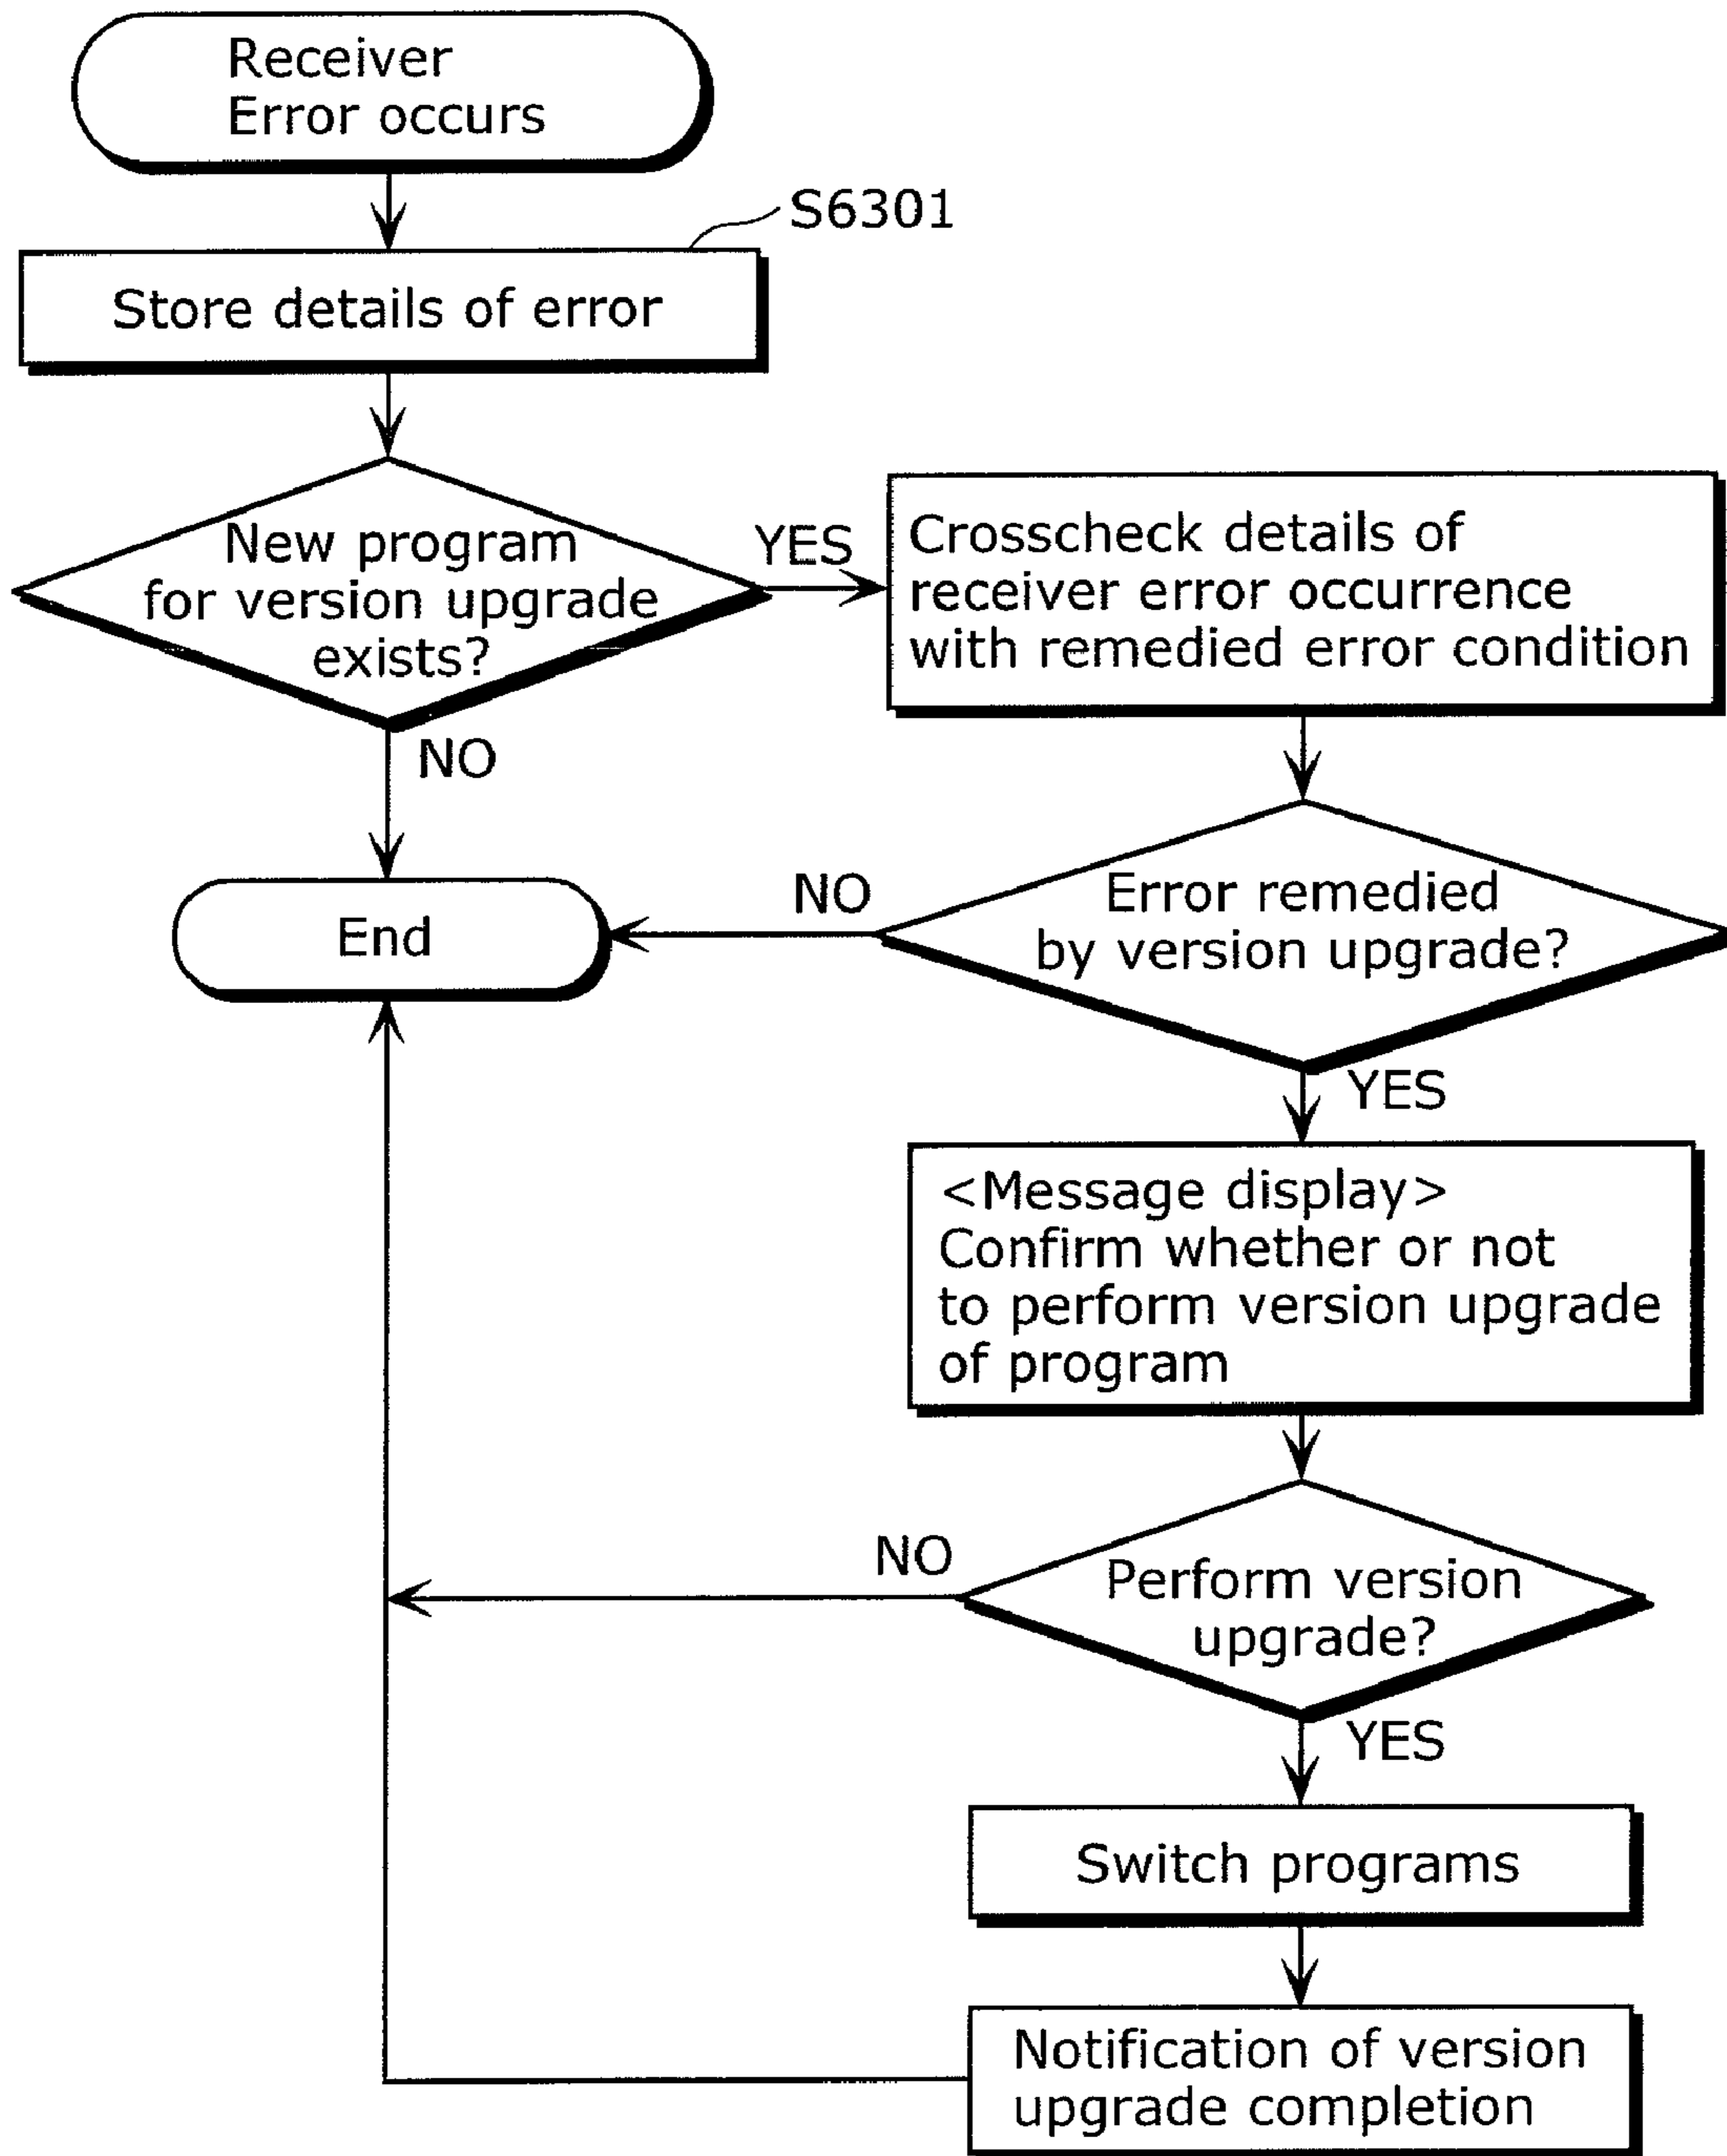 Receiver
Error occurs
S6301
Store details of error
New program
for version upgrade
exists?
YES
NO
Crosscheck details of
receiver error occurrence
with remedied error condition
Error remedied
by version upgrade?
NO
End
YES
<Message display>
Confirm whether or not
to perform version upgrade
of program
Perform version
upgrade?
NO
YES
Switch programs
Notification of version
upgrade completion